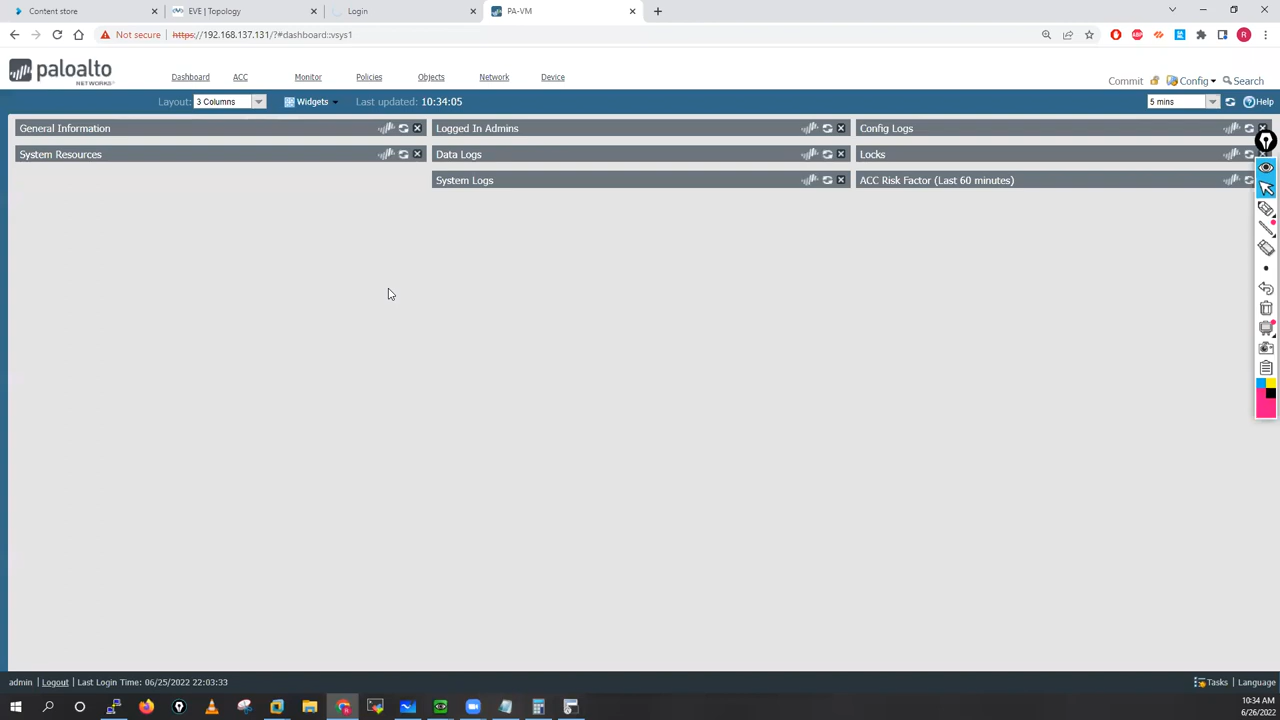 Content store
EVE | Topology
Login
PA-VM
Not secure
https://192.168.137.131/?#dashboard::vsys1
R
paloalto
NETWORKS
Dashboard
ACC
Monitor
Policies
Objects
Network
Device
Commit
Config
Search
Layout:
3 Columns
Widgets
Last updated:
10:34:05
5 mins
Help
General Information
Logged In Admins
Config Logs
System Resources
Data Logs
Locks
System Logs
ACC Risk Factor (Last 60 minutes)
admin
Logout
Last Login Time: 06/25/2022 22:03:33
Tasks
Language
10:34 AM
6/26/2022